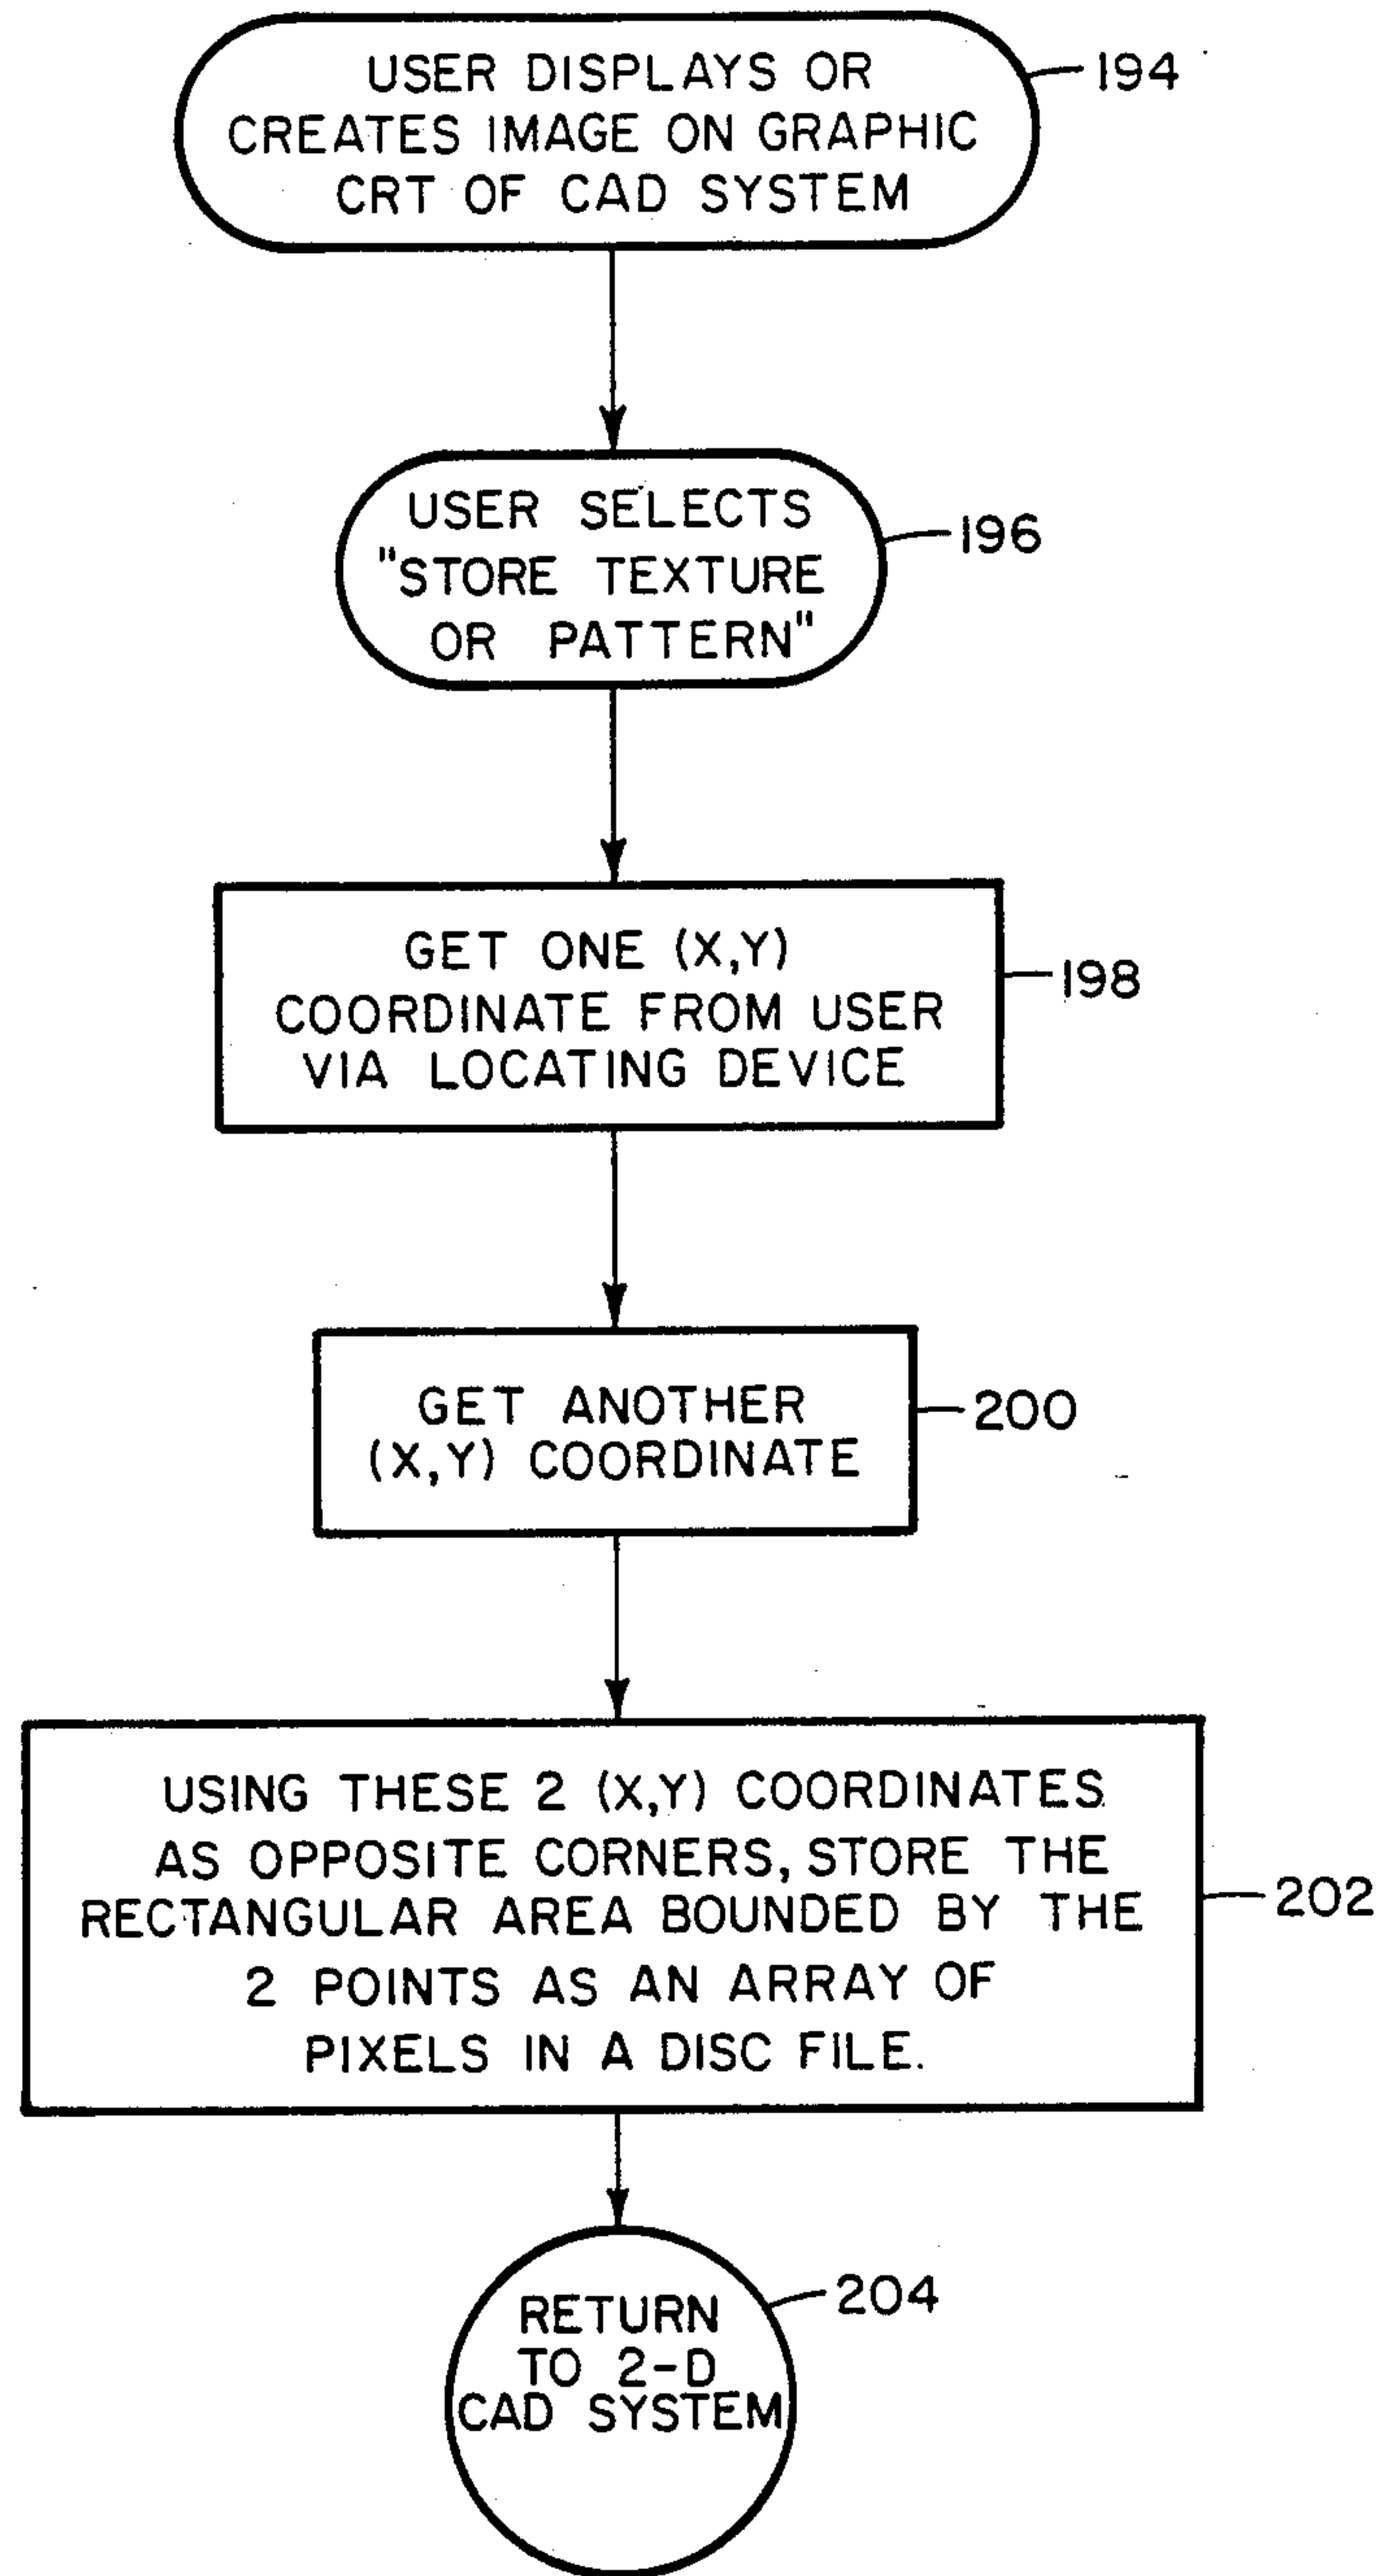 USER DISPLAYS OR
CREATES IMAGE ON GRAPHIC
CRT OF CAD SYSTEM
194
USER SELECTS
"STORE TEXTURE
OR PATTERN"
196
GET ONE (X,Y)
COORDINATE FROM USER
VIA LOCATING DEVICE
198
GET ANOTHER
(X,Y) COORDINATE
200
USING THESE 2 (X,Y) COORDINATES
AS OPPOSITE CORNERS, STORE THE
RECTANGULAR AREA BOUNDED BY THE
2 POINTS AS AN ARRAY OF
PIXELS IN A DISC FILE.
202
RETURN
TO 2-D
CAD SYSTEM
204